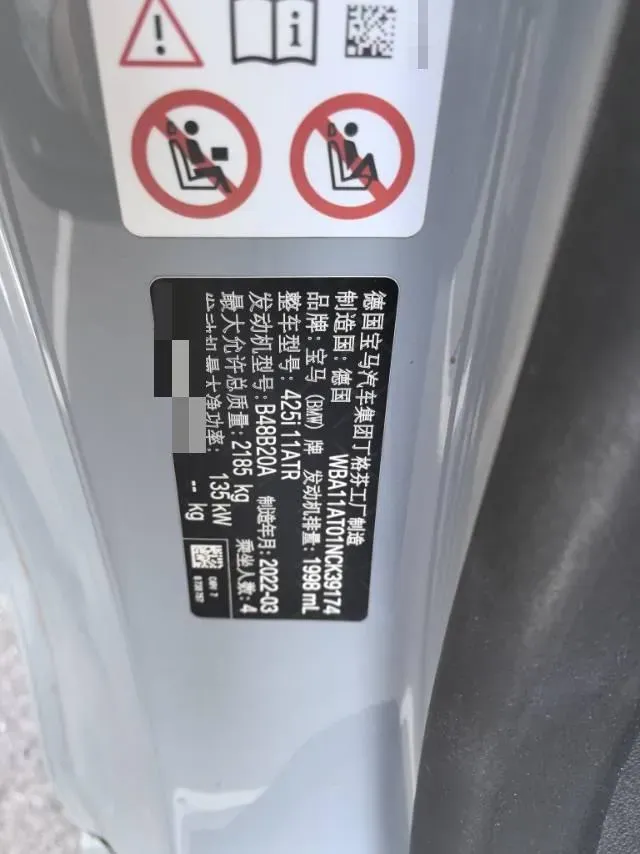 德国宝马汽车集团丁格芬工厂制造
制造国: 德国 WBA11AT01NCK39174
品牌: 宝马 (BMW) 牌 发动机排量: 1998 mL
整车型号: 425i 11ATR
发动机型号: B48B20A 制造年月: 2022-03
最大允许总质量: 2185 kg 乘坐人数: 4
最大净功率: 135 kW
-- kg